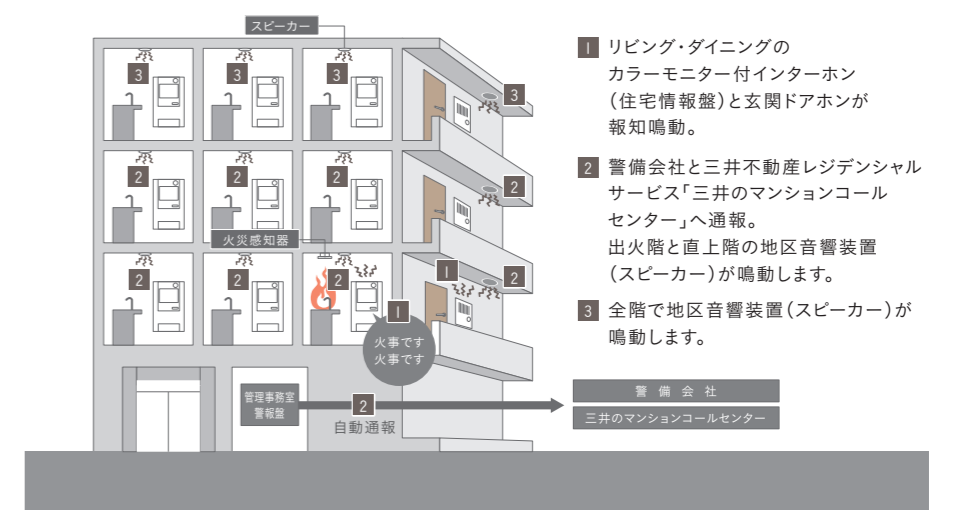 スピーカー
3
3
3
3
2
2
2
2
火災感知器
2
2
2
1
2
1
火事です
火事です
管理事務室
警報盤
2
自動通報
警備会社
三井のマンションコールセンター
1 リビング・ダイニングの
カラーモニター付インターホン
（住宅情報盤）と玄関ドアホンが
報知鳴動。
2 警備会社と三井不動産レジデンシャル
サービス「三井のマンションコール
センター」へ通報。
出火階と直上階の地区音響装置
（スピーカー）が鳴動します。
3 全階で地区音響装置（スピーカー）が
鳴動します。